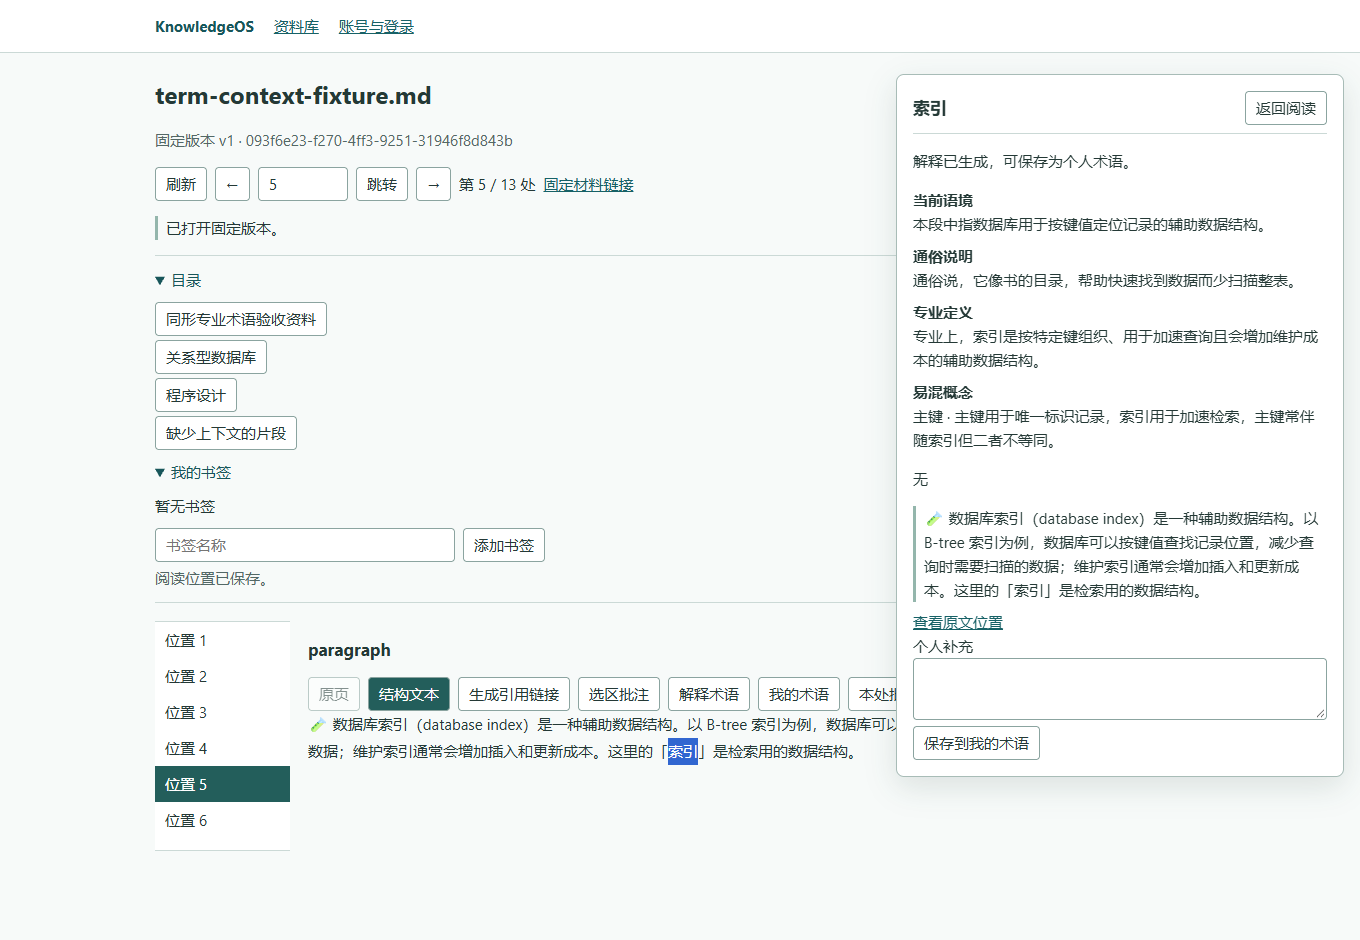 KnowledgeOS 资料库 账号与登录
term-context-fixture.md
固定版本 v1 · 093f6e23-f270-4ff3-9251-31946f8d843b
刷新 ← 5 跳转 → 第 5 / 13 处 固定材料链接
已打开固定版本。
▼ 目录
同形专业术语验收资料
关系型数据库
程序设计
缺少上下文的片段
▼ 我的书签
暂无书签
书签名称 添加书签
阅读位置已保存。
位置 1
位置 2
位置 3
位置 4
位置 5
位置 6
paragraph
原页 结构文本 生成引用链接 选区批注 解释术语 我的术语 本处
数据库索引（database index）是一种辅助数据结构。以 B-tree 索引为例，数据库可以
数据；维护索引通常会增加插入和更新成本。这里的「索引」是检索用的数据结构。
索引 返回阅读
解释已生成，可保存为个人术语。
当前语境
本段中指数据库用于按键值定位记录的辅助数据结构。
通俗说明
通俗说，它像书的目录，帮助快速找到数据而少扫描整表。
专业定义
专业上，索引是按特定键组织、用于加速查询且会增加维护成
本的辅助数据结构。
易混概念
主键 · 主键用于唯一标识记录，索引用于加速检索，主键常伴
随索引但二者不等同。
无
数据库索引（database index）是一种辅助数据结构。以
B-tree 索引为例，数据库可以按键值查找记录位置，减少查
询时需要扫描的数据；维护索引通常会增加插入和更新成
本。这里的「索引」是检索用的数据结构。
查看原文位置
个人补充
保存到我的术语